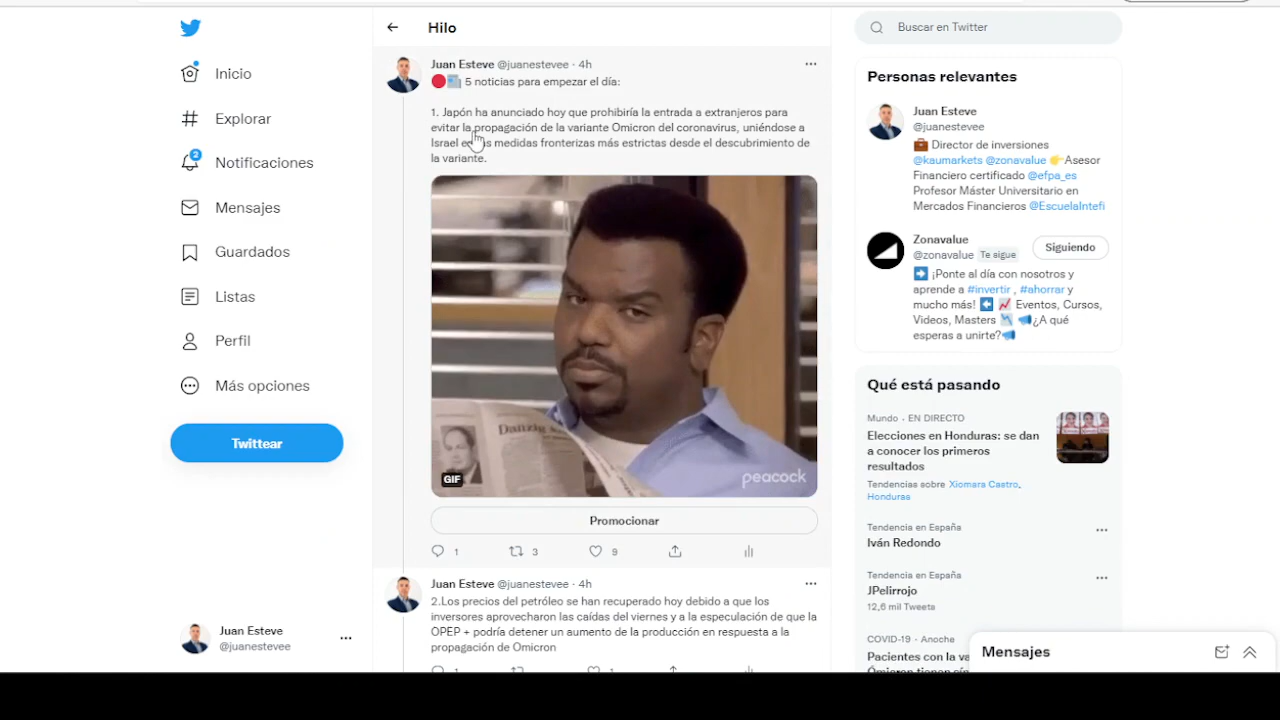 Inicio
Explorar
2
Notificaciones
Mensajes
Guardados
Listas
Perfil
Más opciones
Twittear
Juan Esteve
@juanestevee
Hilo
Juan Esteve @juanestevee · 4h
5 noticias para empezar el día:
1. Japón ha anunciado hoy que prohibiría la entrada a extranjeros para
evitar la propagación de la variante Omicron del coronavirus, uniéndose a
Israel en las medidas fronterizas más estrictas desde el descubrimiento de
la variante.
Danzig
GIF
peacock
Promocionar
1 3 9
Juan Esteve @juanestevee · 4h
2.Los precios del petróleo se han recuperado hoy debido a que los
inversores aprovecharon las caídas del viernes y a la especulación de que la
OPEP + podría detener un aumento de la producción en respuesta a la
propagación de Omicron
Buscar en Twitter
Personas relevantes
Juan Esteve
@juanestevee
Director de inversiones
@kaumarkets @zonavalue Asesor
Financiero certificado @efpa_es
Profesor Máster Universitario en
Mercados Financieros @EscuelaIntefi
Zonavalue
@zonavalue Te sigue
Siguiendo
¡Ponte al día con nosotros y
aprende a #invertir , #ahorrar y
mucho más! Eventos, Cursos,
Videos, Masters ¿A qué
esperas a unirte?
Qué está pasando
Mundo · EN DIRECTO
Elecciones en Honduras: se dan
a conocer los primeros
resultados
Tendencias sobre Xiomara Castro,
Honduras
Tendencia en España
Iván Redondo
Tendencia en España
JPelirrojo
12,6 mil Tweets
COVID-19 · Anoche
Pacientes con la
Mensajes